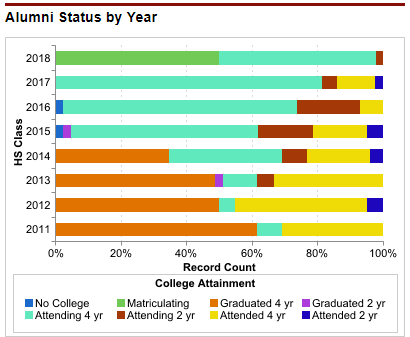 Alumni Status by Year
HS Class
2018
2017
2016
2015
2014
2013
2012
2011
0% 20% 40% 60% 80% 100%
Record Count
College Attainment
No College Matriculating Graduated 4 yr Graduated 2 yr
Attending 4 yr Attending 2 yr Attended 4 yr Attended 2 yr